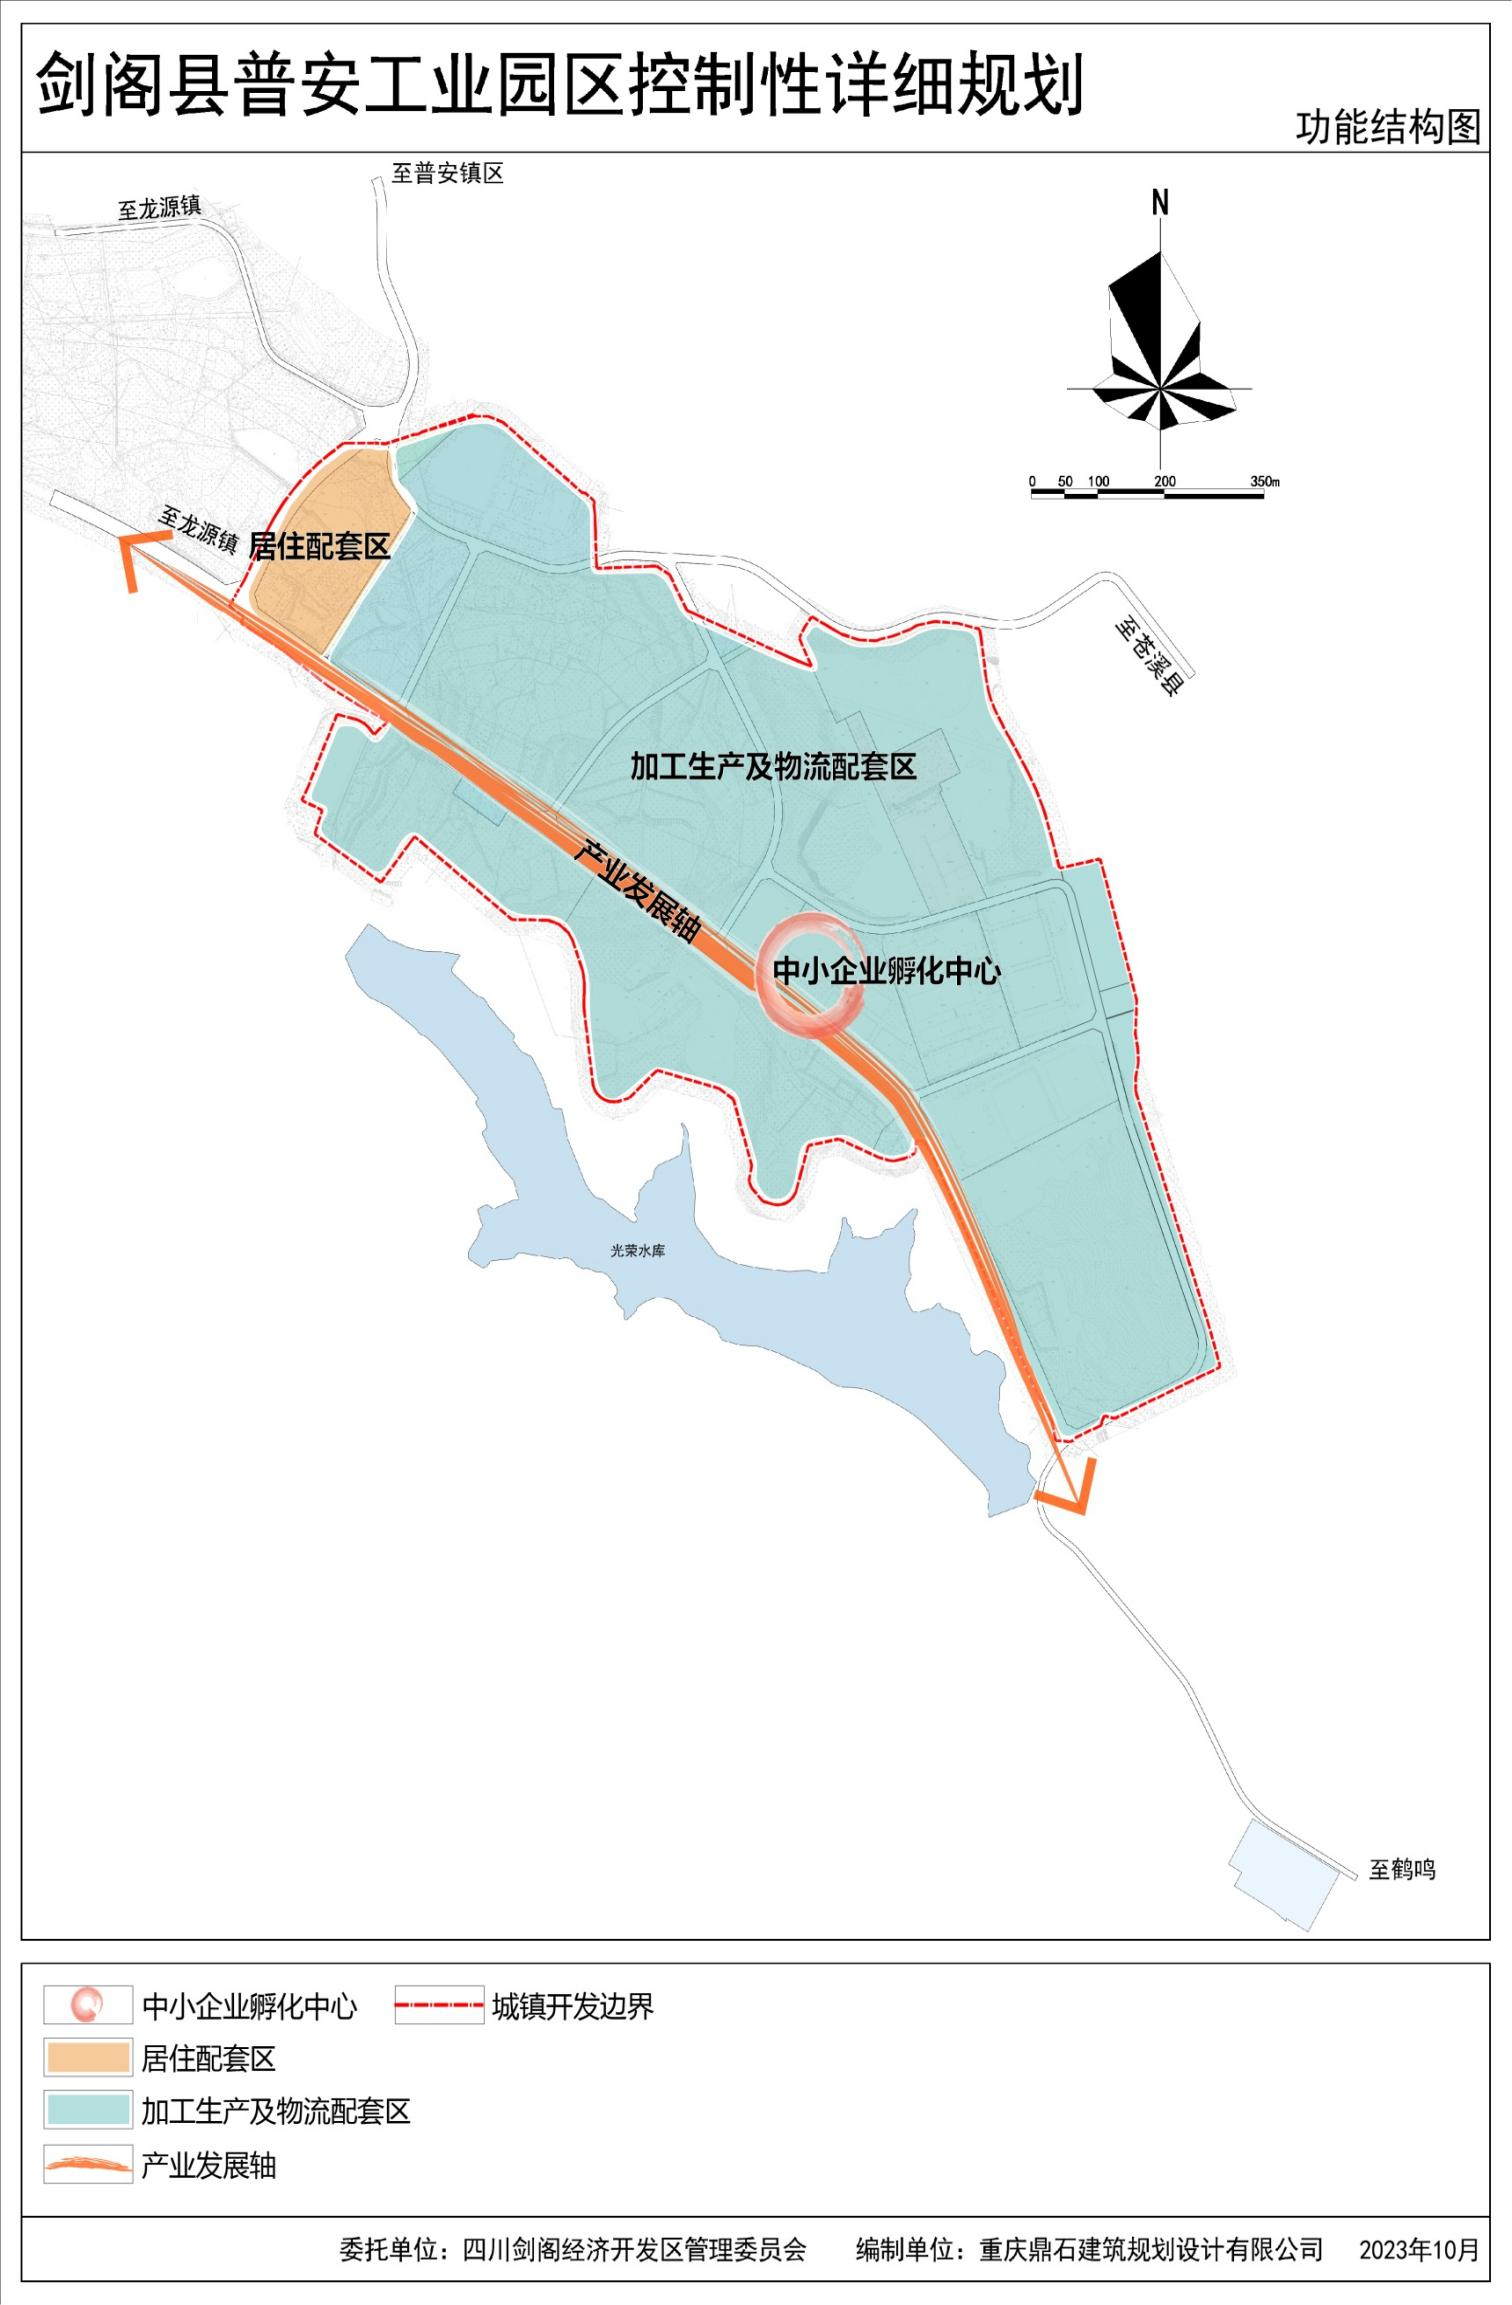 剑阁县普安工业园区控制性详细规划
功能结构图
至普安镇区
至龙源镇
N
0 50 100 200 350m
至龙源镇
居住配套区
至苍溪县
加工生产及物流配套区
产业发展轴
中小企业孵化中心
光荣水库
至鹤鸣
中小企业孵化中心
城镇开发边界
居住配套区
加工生产及物流配套区
产业发展轴
委托单位：四川剑阁经济开发区管理委员会 编制单位：重庆鼎石建筑规划设计有限公司 2023年10月